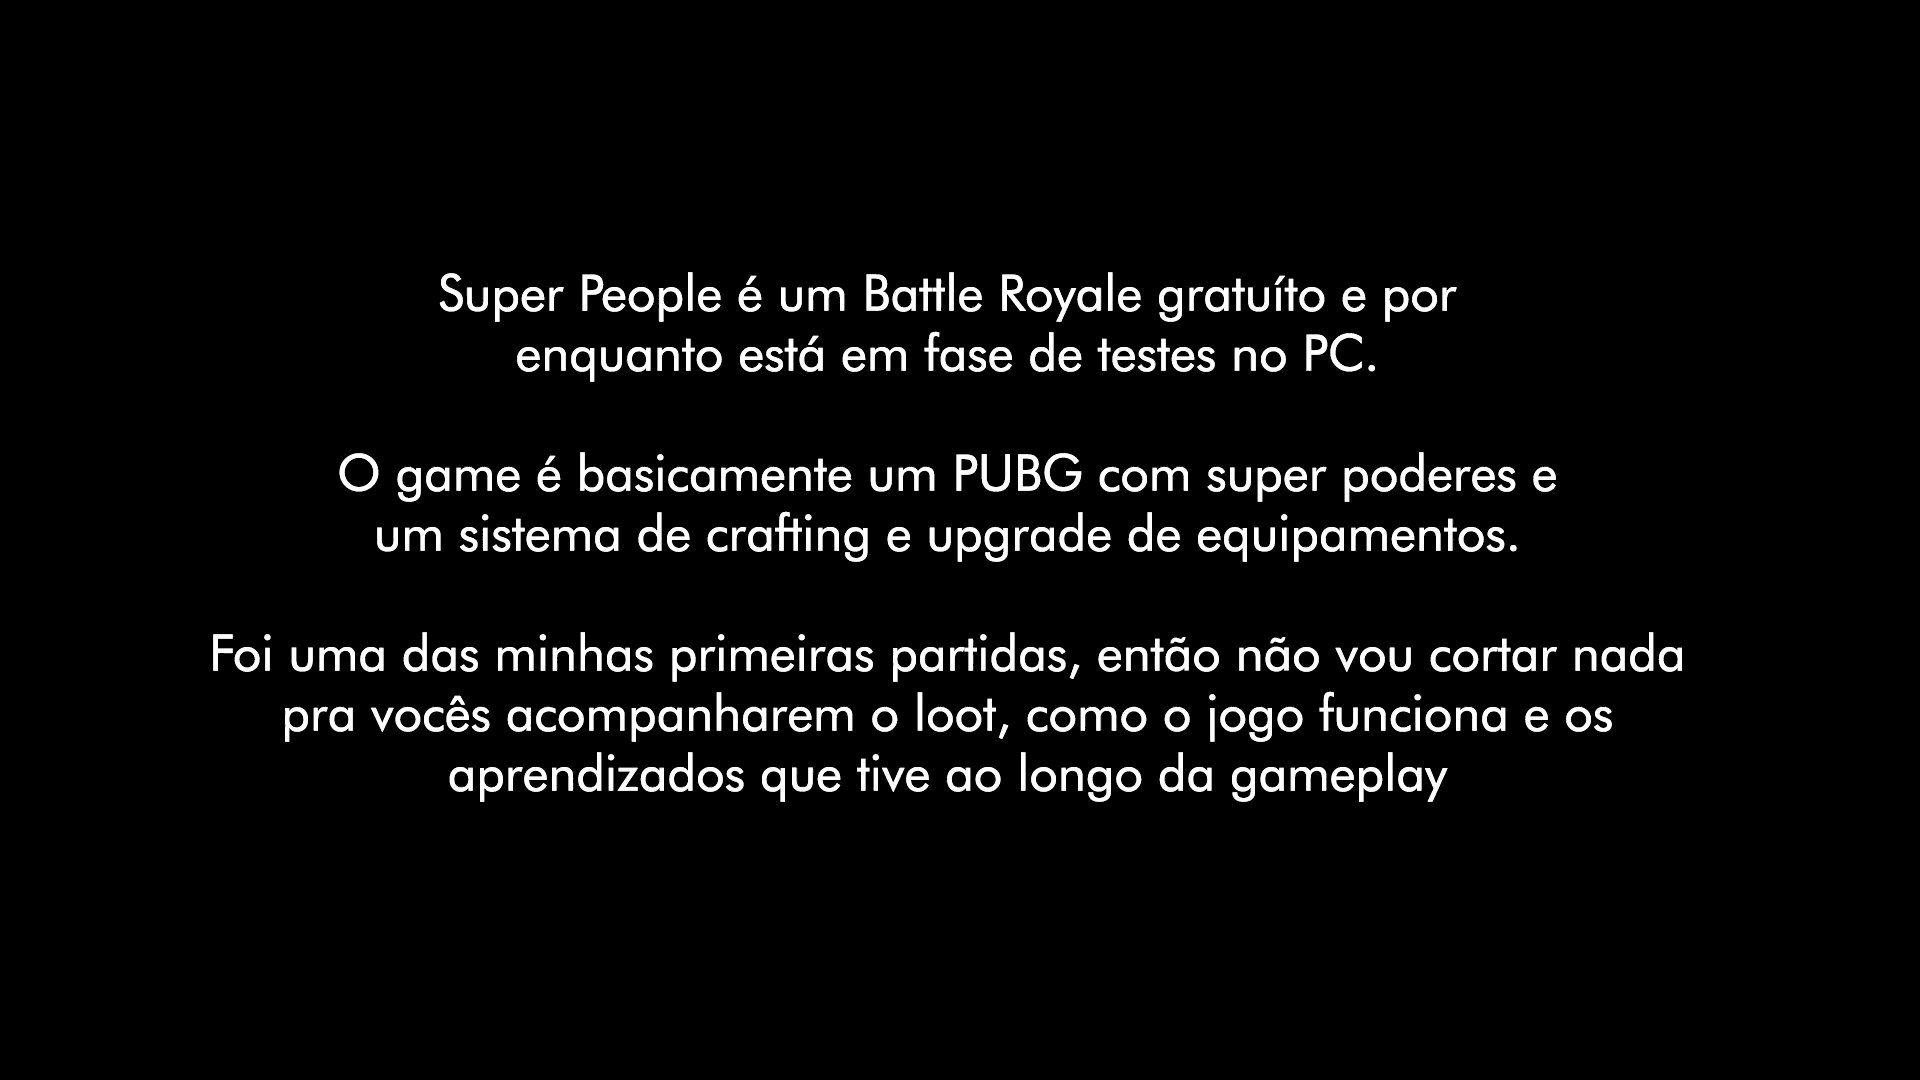 Super People é um Battle Royale gratuíto e por
enquanto está em fase de testes no PC.
O game é basicamente um PUBG com super poderes e
um sistema de crafting e upgrade de equipamentos.
Foi uma das minhas primeiras partidas, então não vou cortar nada
pra vocês acompanharem o loot, como o jogo funciona e os
aprendizados que tive ao longo da gameplay